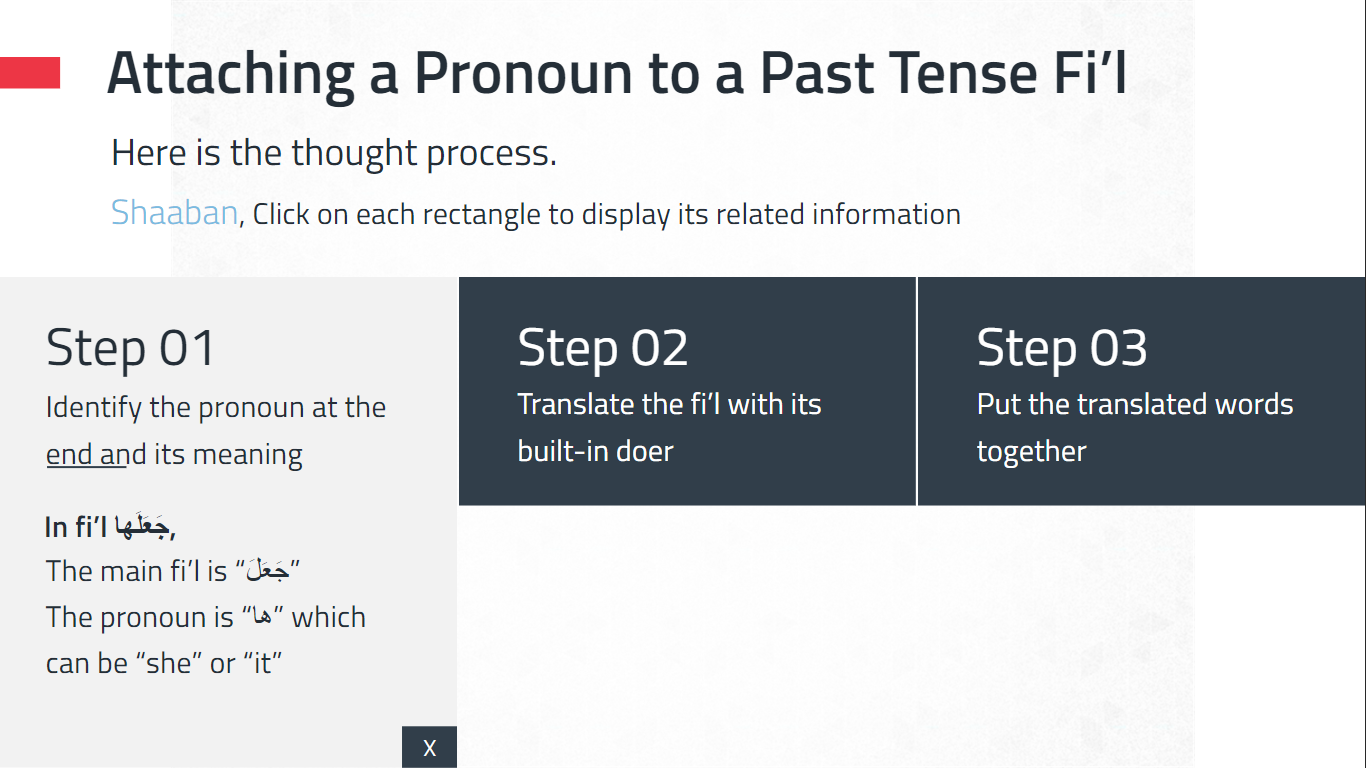 Attaching a Pronoun to a Past Tense Fi’l
Here is the thought process.
Shaaban, Click on each rectangle to display its related information
Step 01
Identify the pronoun at the
end and its meaning
In fi’l جَعَلَها,
The main fi’l is “جَعَلَ”
The pronoun is “ها” which
can be “she” or “it”
X
Step 02
Translate the fi’l with its
built-in doer
Step 03
Put the translated words
together